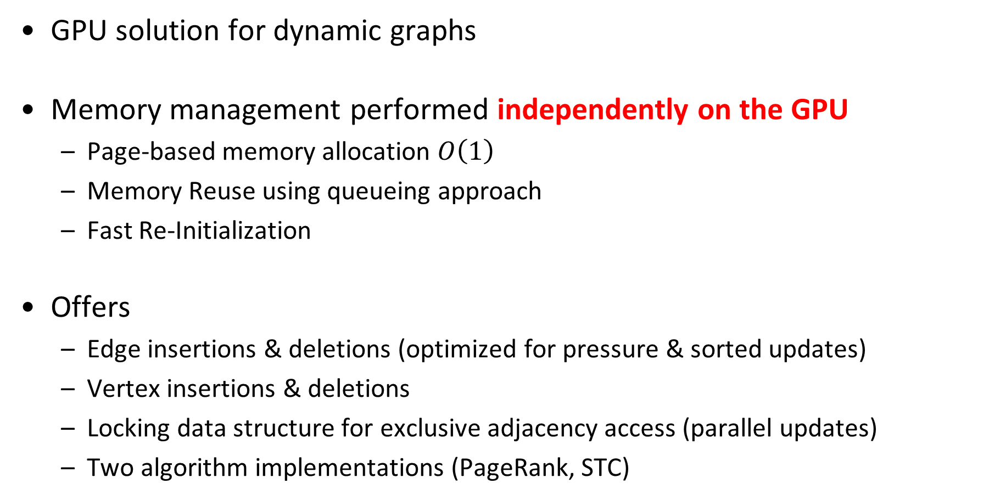 • GPU solution for dynamic graphs
• Memory management performed independently on the GPU
– Page-based memory allocation O(1)
– Memory Reuse using queueing approach
– Fast Re-Initialization
• Offers
– Edge insertions & deletions (optimized for pressure & sorted updates)
– Vertex insertions & deletions
– Locking data structure for exclusive adjacency access (parallel updates)
– Two algorithm implementations (PageRank, STC)